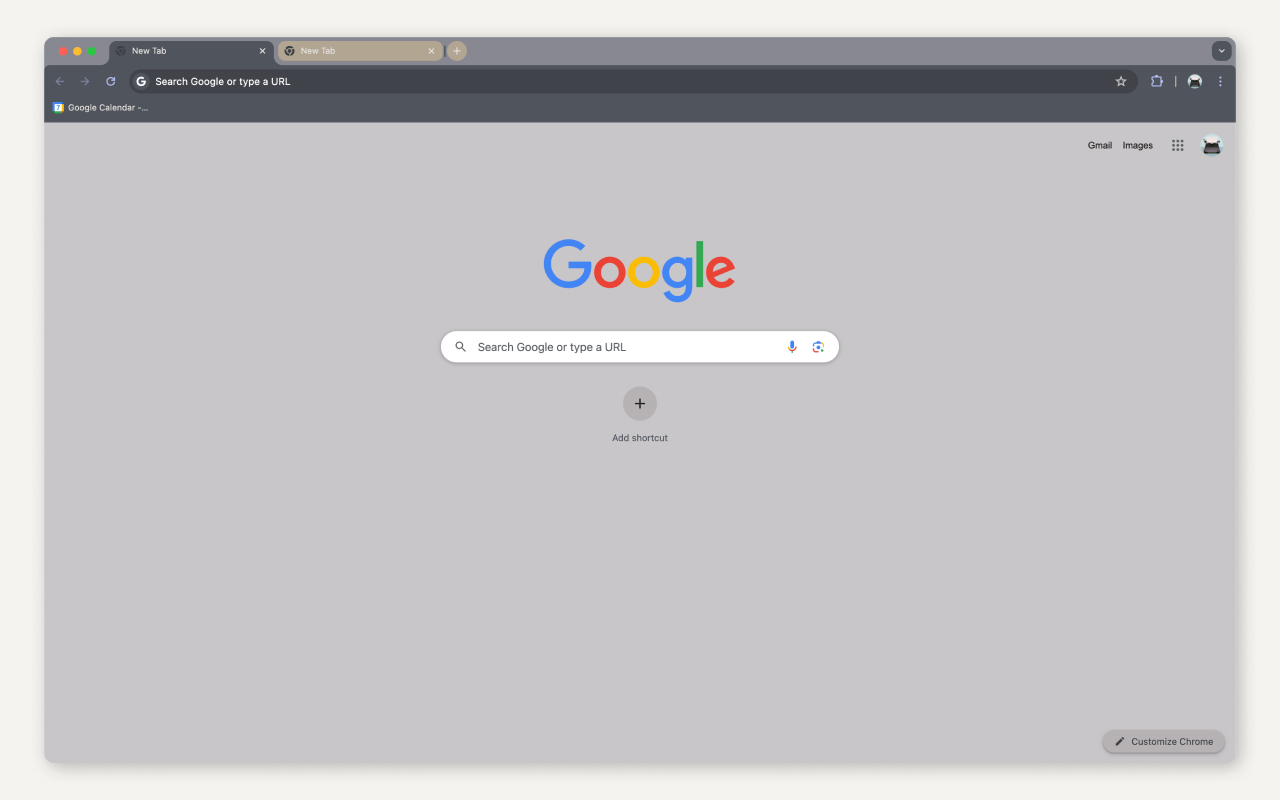 New Tab
New Tab
Search Google or type a URL
7 Google Calendar -...
Gmail Images
Google
Search Google or type a URL
Add shortcut
Customize Chrome